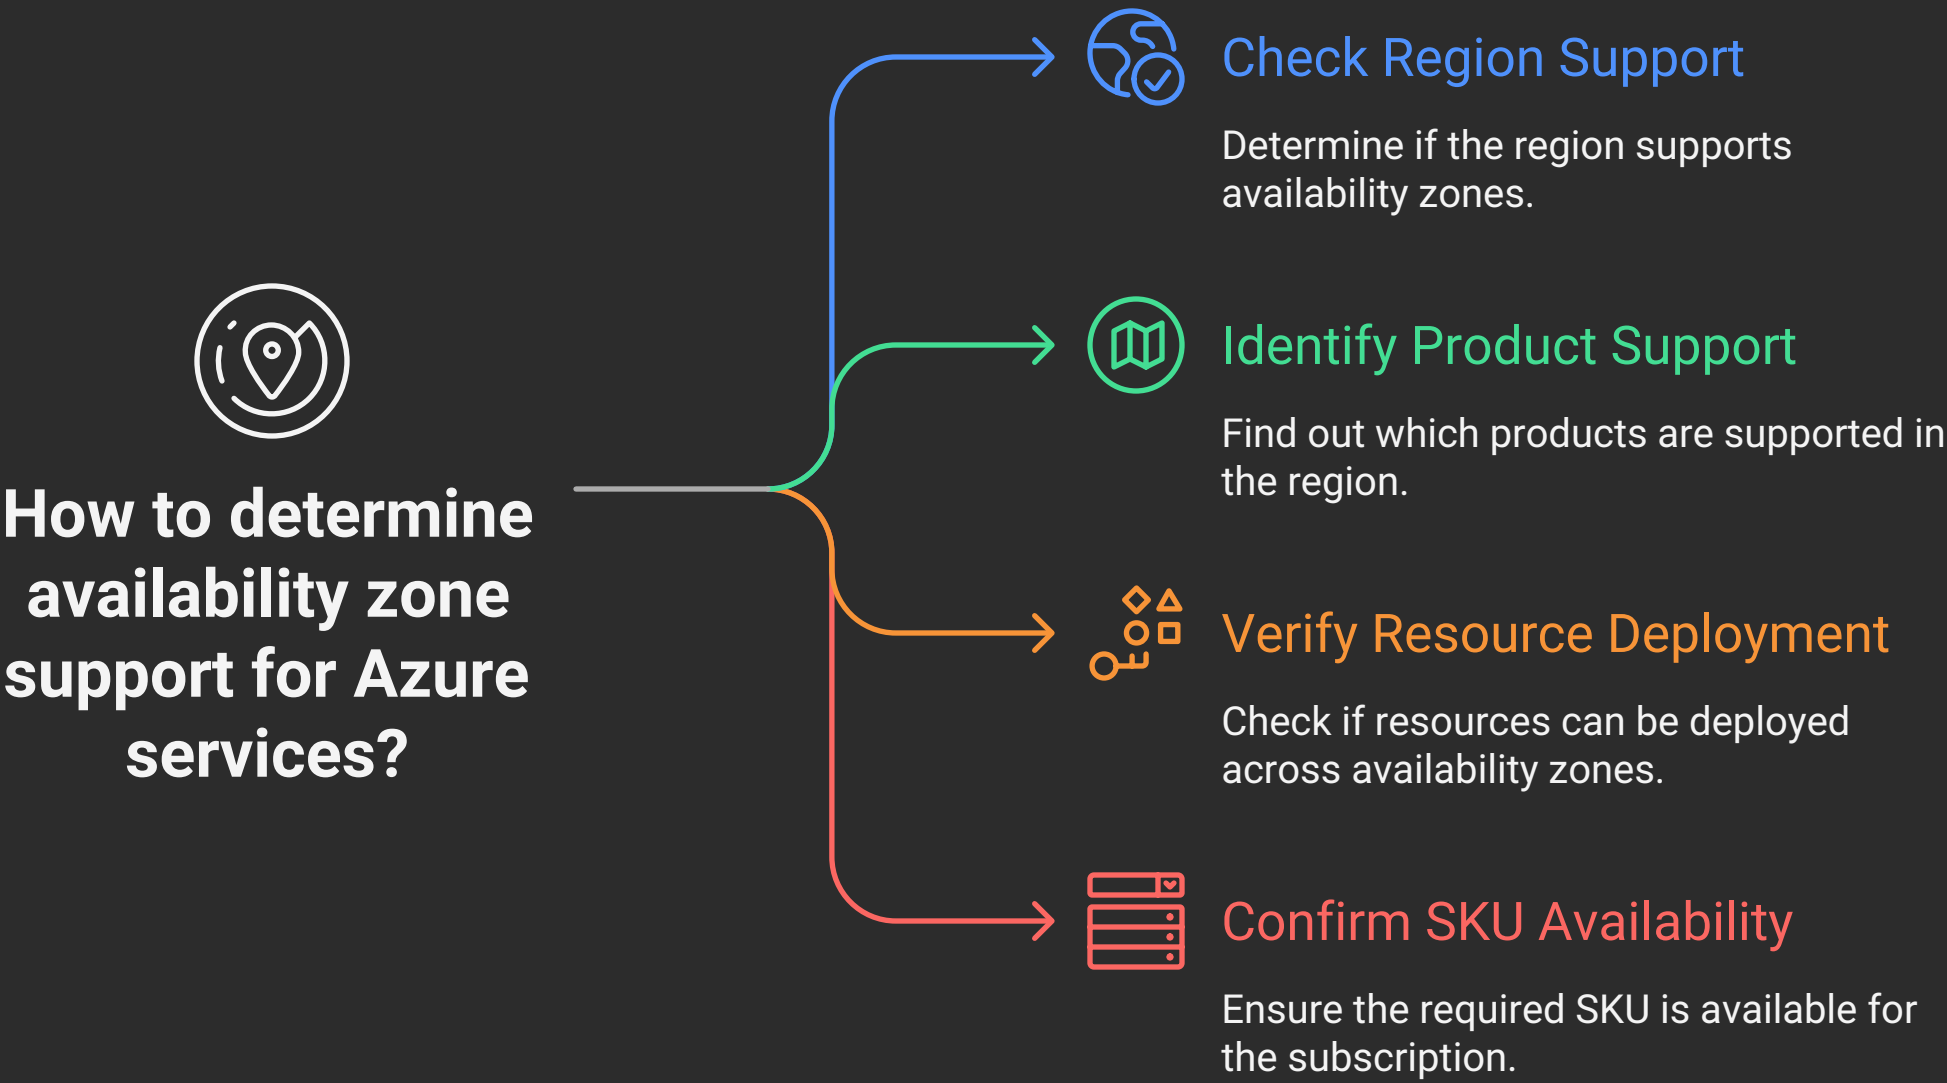 How to determine
availability zone
support for Azure
services?
Check Region Support
Determine if the region supports
availability zones.
Identify Product Support
Find out which products are supported in
the region.
Verify Resource Deployment
Check if resources can be deployed
across availability zones.
Confirm SKU Availability
Ensure the required SKU is available for
the subscription.